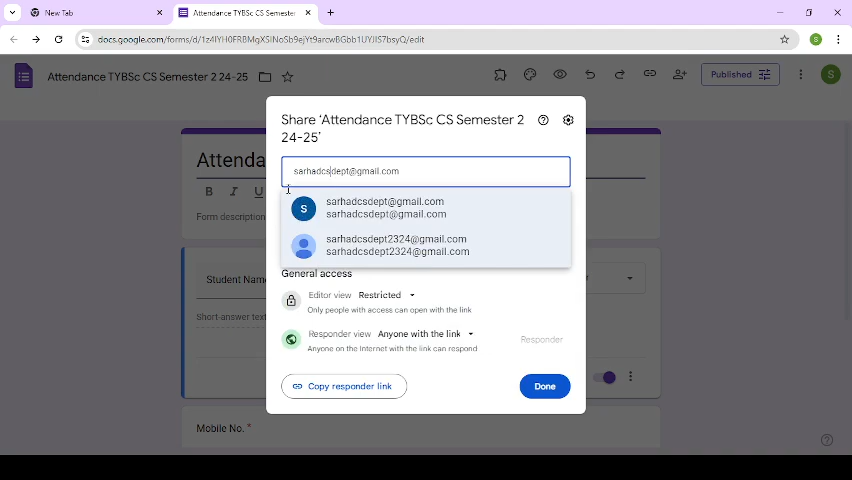 New Tab
Attendance TYBSc CS Semester
docs.google.com/forms/d/1z4IYH0FRBMgXSINoSb9ejYt9arcwBGbb1UYJIS7bsyQ/edit
S
Attendance TYBSc CS Semester 2 24-25
Published
S
Share 'Attendance TYBSc CS Semester 2
24-25'
sarhadcsdept@gmail.com
S
sarhadcsdept@gmail.com
sarhadcsdept@gmail.com
sarhadcsdept2324@gmail.com
sarhadcsdept2324@gmail.com
General access
Editor view Restricted
Only people with access can open with the link
Responder view Anyone with the link
Responder
Anyone on the Internet with the link can respond
Copy responder link
Done
Attenda
B I U
Form description
Student Name
Short-answer text
Mobile No. *